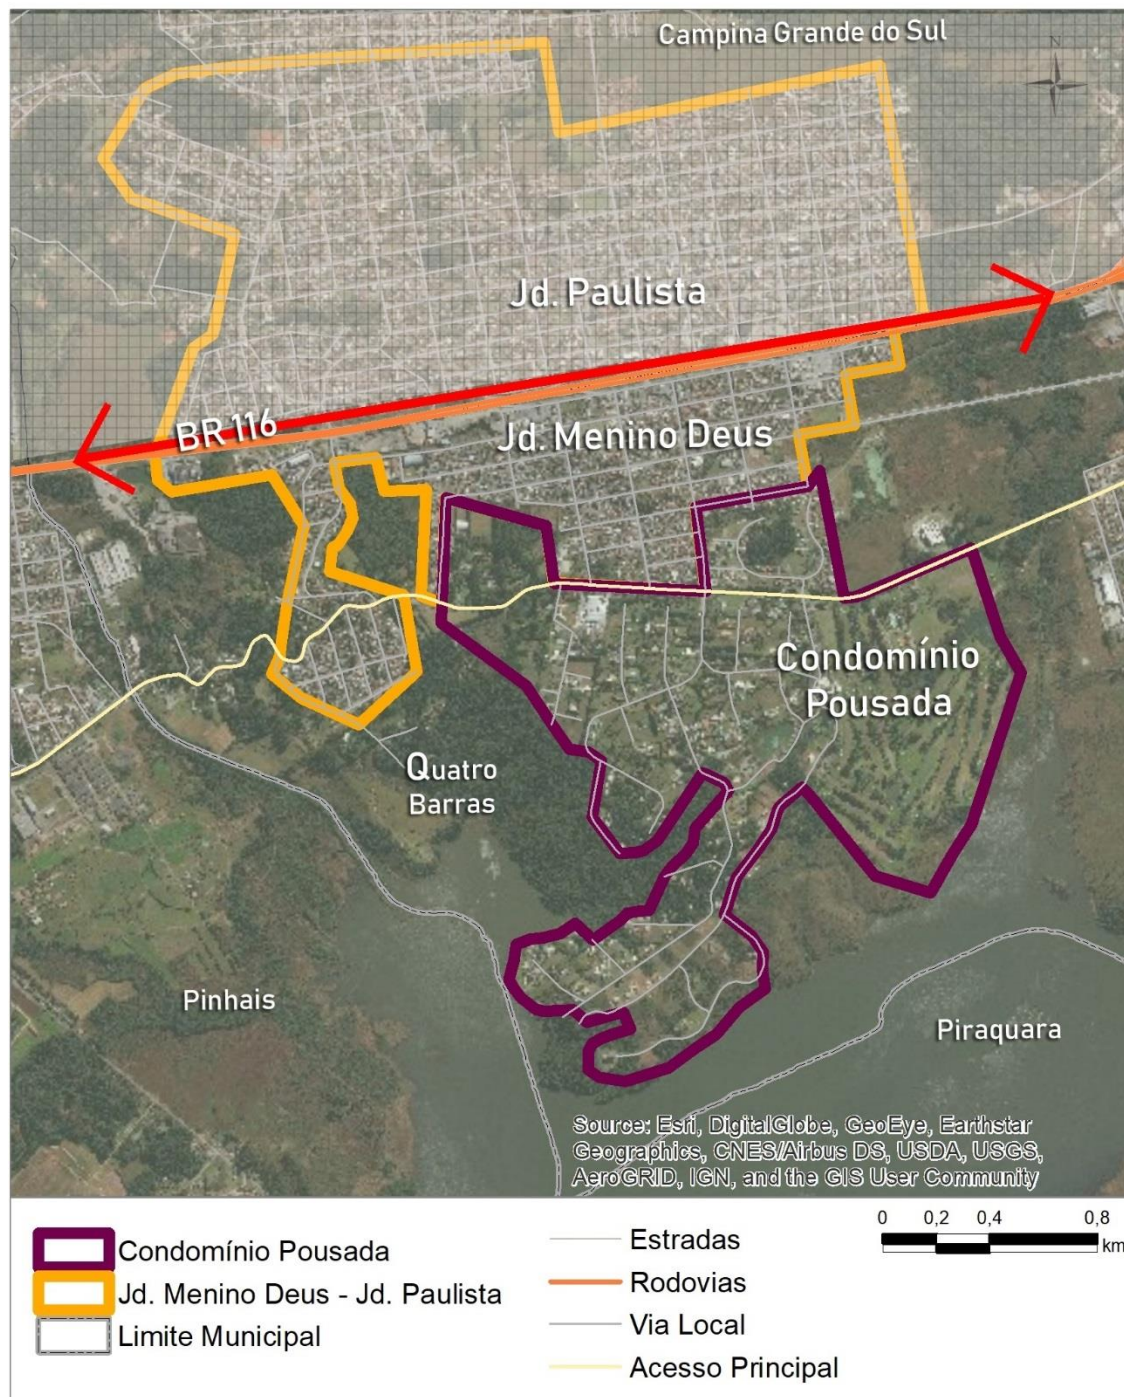 Campina Grande do Sul
N
Jd. Paulista
BR 116
Jd. Menino Deus
Condomínio
Pousada
Quatro
Barras
Pinhais
Piraquara
Source: Esri, DigitalGlobe, GeoEye, Earthstar
Geographics, CNES/Airbus DS, USDA, USGS,
AeroGRID, IGN, and the GIS User Community
Condomínio Pousada
Jd. Menino Deus - Jd. Paulista
Limite Municipal
Estradas
Rodovias
Via Local
Acesso Principal
0 0,2 0,4 0,8
km